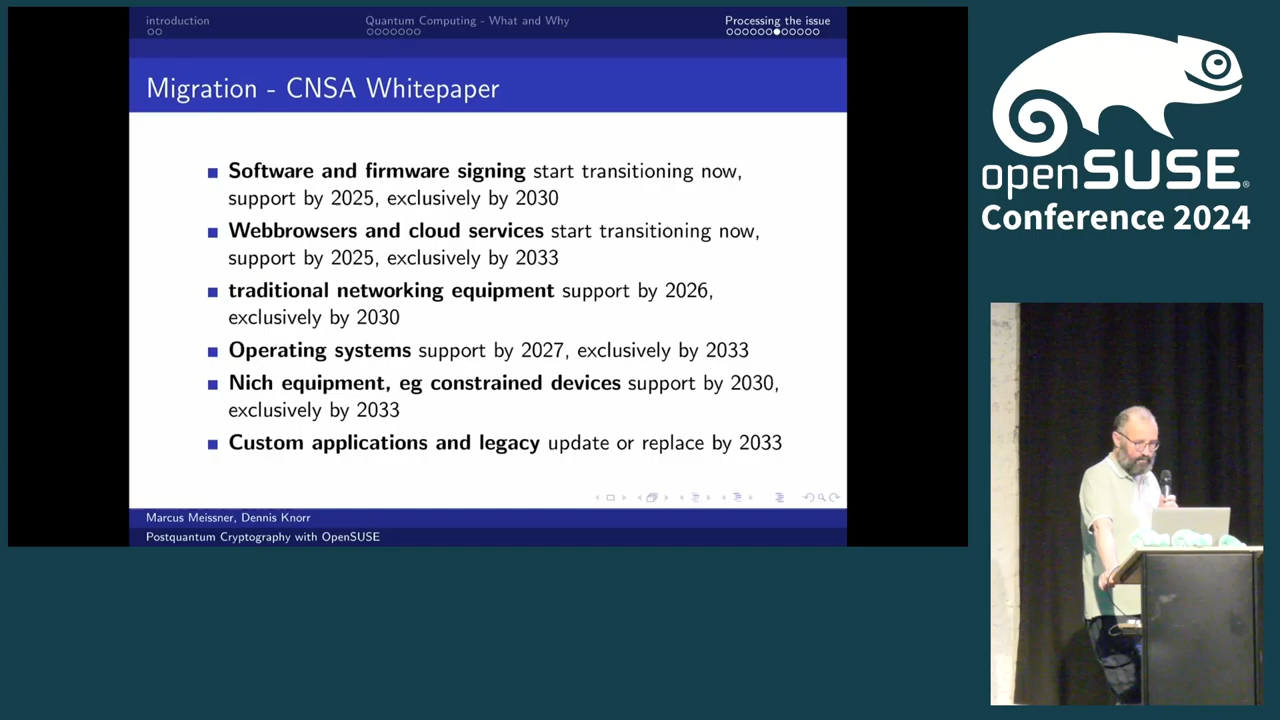 introduction
Quantum Computing - What and Why
Processing the issue
Migration - CNSA Whitepaper
Software and firmware signing start transitioning now,
support by 2025, exclusively by 2030
Webbrowsers and cloud services start transitioning now,
support by 2025, exclusively by 2033
traditional networking equipment support by 2026,
exclusively by 2030
Operating systems support by 2027, exclusively by 2033
Nich equipment, eg constrained devices support by 2030,
exclusively by 2033
Custom applications and legacy update or replace by 2033
Marcus Meissner, Dennis Knorr
Postquantum Cryptography with OpenSUSE
openSUSE®
Conference 2024